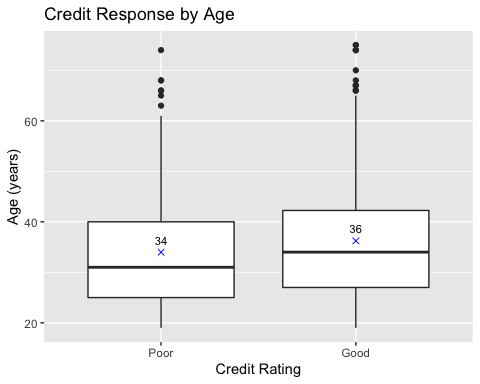 Credit Response by Age
Age (years)
60
40
20
34
36
Poor
Good
Credit Rating